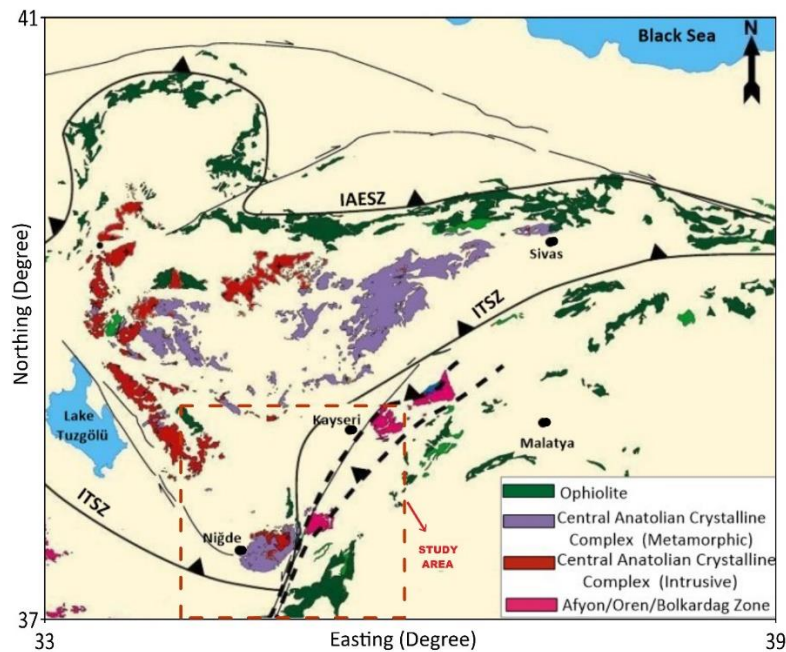 41
Black Sea
N
IAESZ
Sivas
ITSZ
Northing (Degree)
Lake
Tuzgölü
Kayseri
Malatya
ITSZ
Niğde
STUDY
AREA
Ophiolite
Central Anatolian Crystalline
Complex (Metamorphic)
Central Anatolian Crystalline
Complex (Intrusive)
Afyon/Oren/Bolkardag Zone
37
33
Easting (Degree)
39